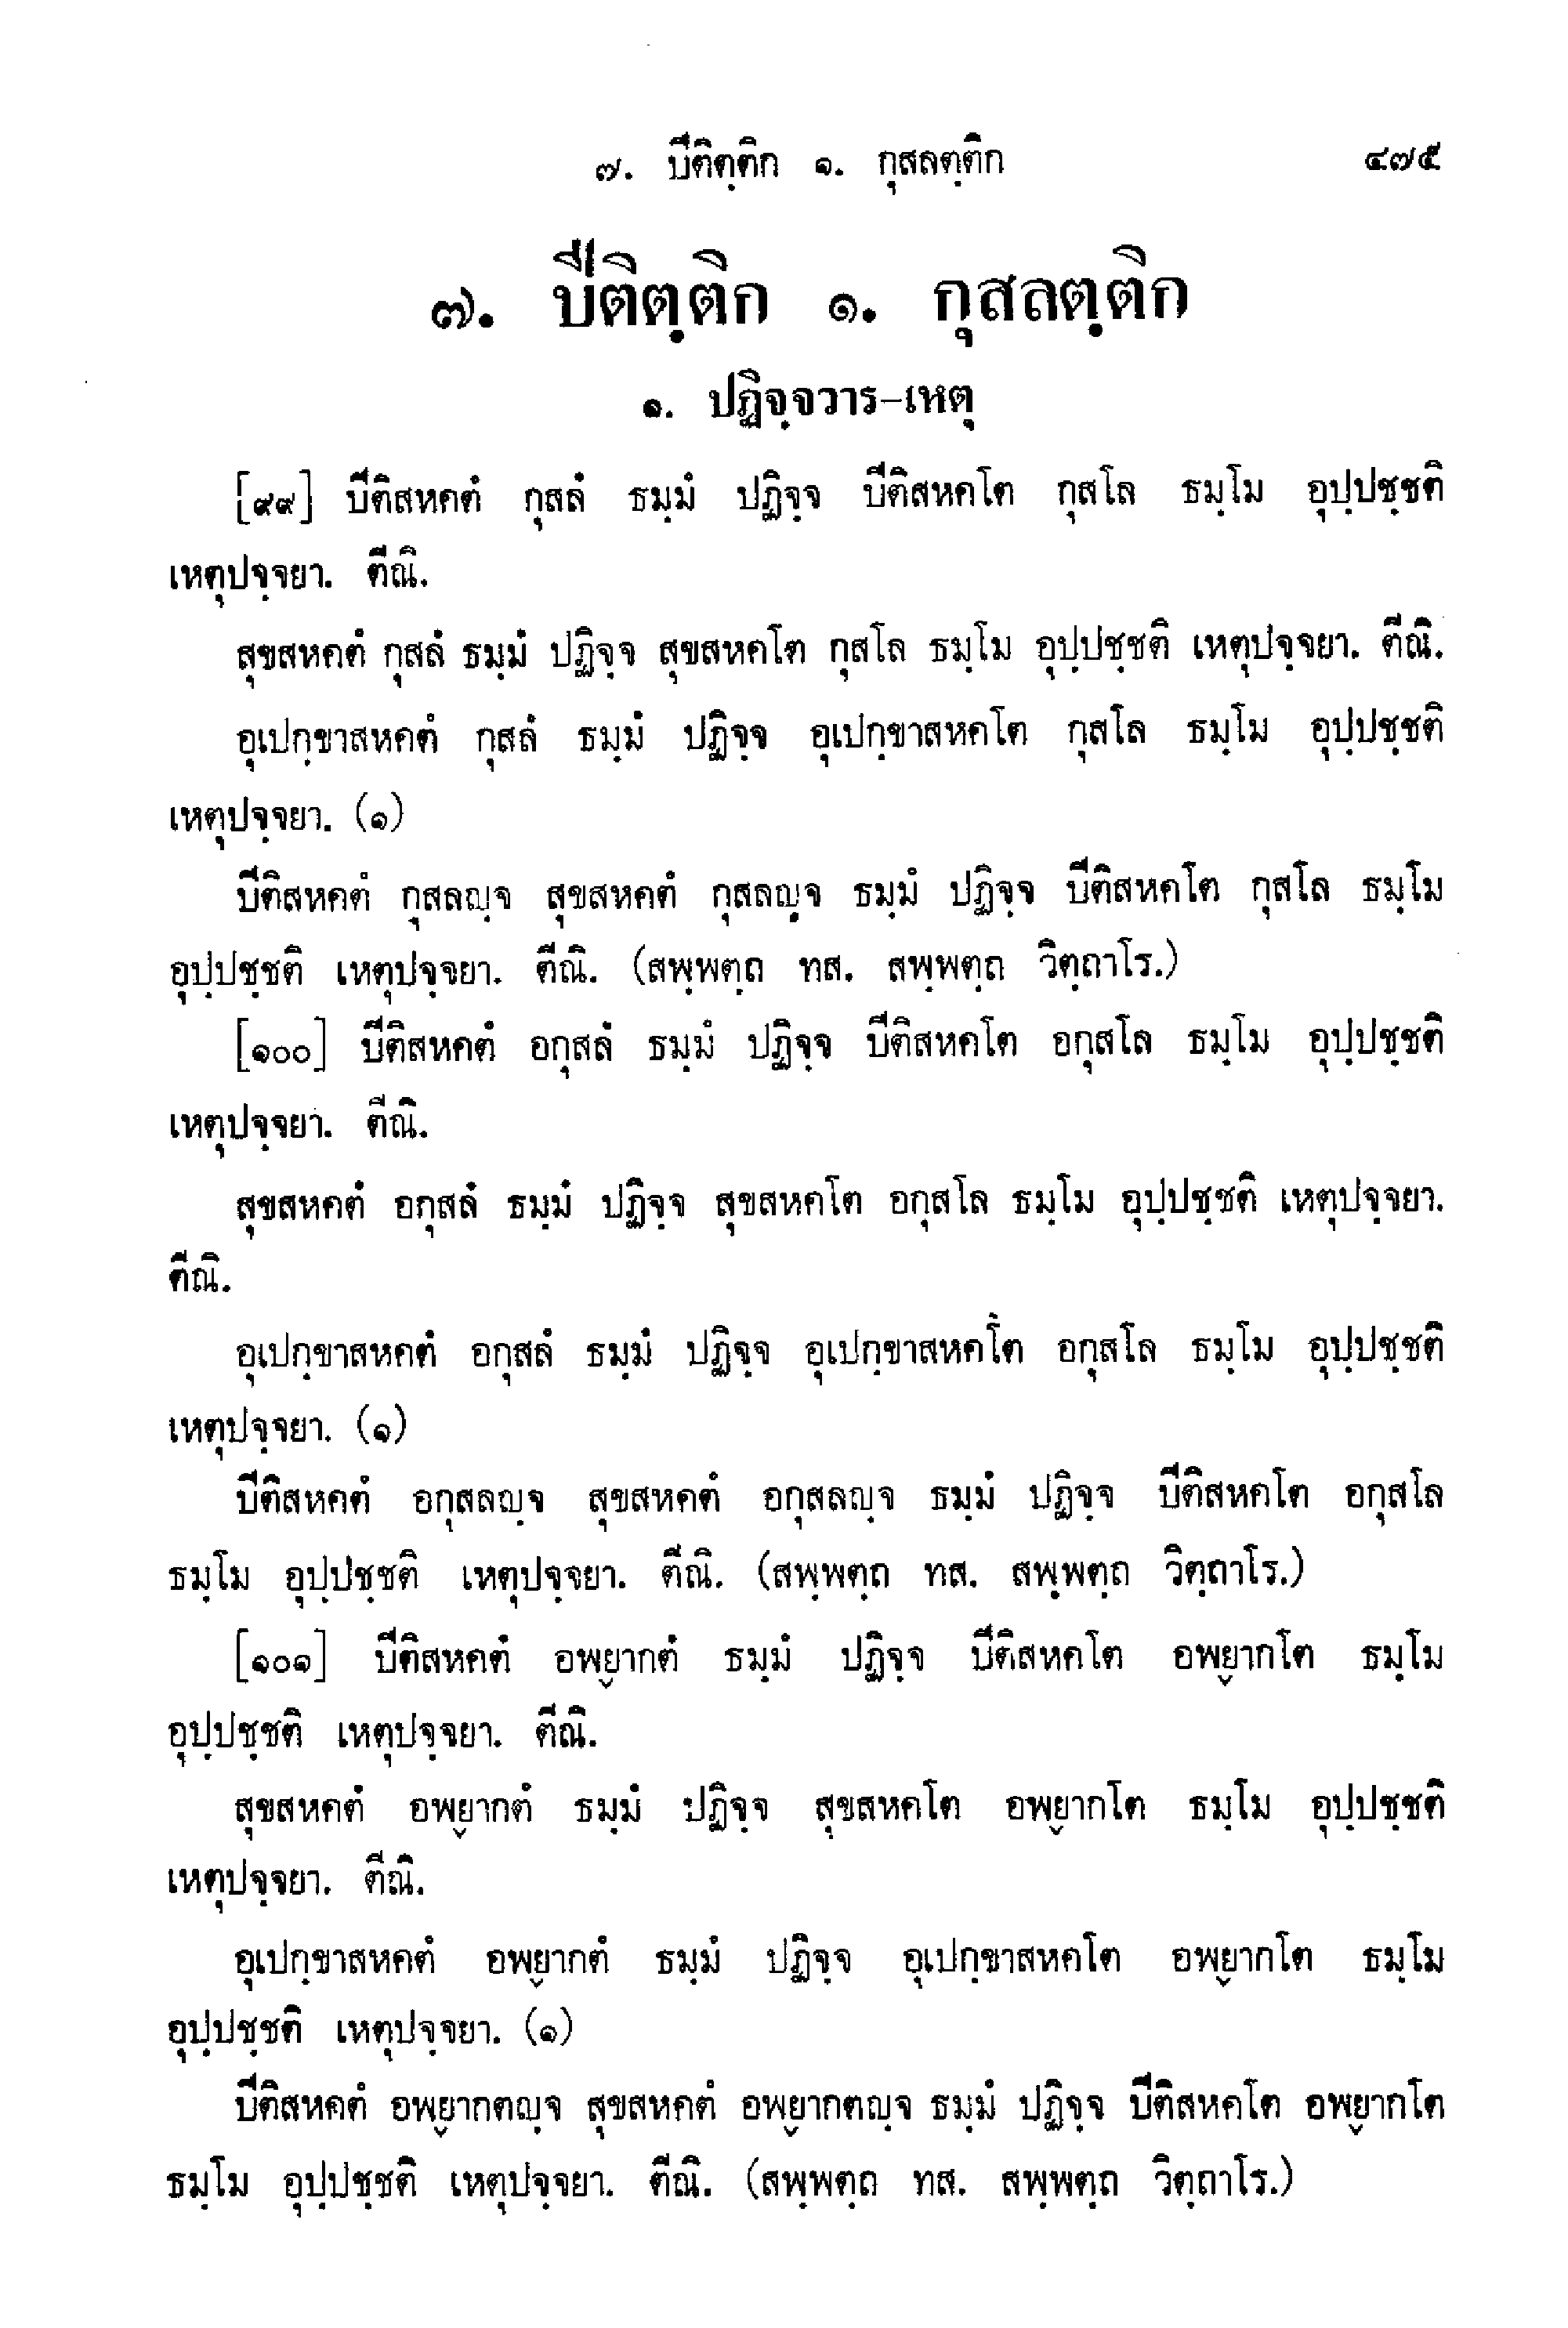 ๗. ปีติตฺติก ๑. กุสลตฺติก ๔๗๕
๗. ปีติตฺติก ๑. กุสลตฺติก
๑. ปฏิจฺจวาร-เหตุ
[๙๙] ปีติสหคตํ กุสลํ ธมฺมํ ปฏิจฺจ ปีติสหคโต กุสโล ธมฺโม อุปฺปชฺชติ
เหตุปจฺจยา. ตีณิ.
สุขสหคตํ กุสลํ ธมฺมํ ปฏิจฺจ สุขสหคโต กุสโล ธมฺโม อุปฺปชฺชติ เหตุปจฺจยา. ตีณิ.
อุเปกฺขาสหคตํ กุสลํ ธมฺมํ ปฏิจฺจ อุเปกฺขาสหคโต กุสโล ธมฺโม อุปฺปชฺชติ
เหตุปจฺจยา. (๑)
ปีติสหคตํ กุสลญฺจ สุขสหคตํ กุสลญฺจ ธมฺมํ ปฏิจฺจ ปีติสหคโต กุสโล ธมฺโม
อุปฺปชฺชติ เหตุปจฺจยา. ตีณิ. (สพฺพตฺถ ทส. สพฺพตฺถ วิตฺถาโร.)
[๑๐๐] ปีติสหคตํ อกุสลํ ธมฺมํ ปฏิจฺจ ปีติสหคโต อกุสโล ธมฺโม อุปฺปชฺชติ
เหตุปจฺจยา. ตีณิ.
สุขสหคตํ อกุสลํ ธมฺมํ ปฏิจฺจ สุขสหคโต อกุสโล ธมฺโม อุปฺปชฺชติ เหตุปจฺจยา.
ตีณิ.
อุเปกฺขาสหคตํ อกุสลํ ธมฺมํ ปฏิจฺจ อุเปกฺขาสหคโต อกุสโล ธมฺโม อุปฺปชฺชติ
เหตุปจฺจยา. (๑)
ปีติสหคตํ อกุสลญฺจ สุขสหคตํ อกุสลญฺจ ธมฺมํ ปฏิจฺจ ปีติสหคโต อกุสโล
ธมฺโม อุปฺปชฺชติ เหตุปจฺจยา. ตีณิ. (สพฺพตฺถ ทส. สพฺพตฺถ วิตฺถาโร.)
[๑๐๑] ปีติสหคตํ อพฺยากตํ ธมฺมํ ปฏิจฺจ ปีติสหคโต อพฺยากโต ธมฺโม
อุปฺปชฺชติ เหตุปจฺจยา. ตีณิ.
สุขสหคตํ อพฺยากตํ ธมฺมํ ปฏิจฺจ สุขสหคโต อพฺยากโต ธมฺโม อุปฺปชฺชติ
เหตุปจฺจยา. ตีณิ.
อุเปกฺขาสหคตํ อพฺยากตํ ธมฺมํ ปฏิจฺจ อุเปกฺขาสหคโต อพฺยากโต ธมฺโม
อุปฺปชฺชติ เหตุปจฺจยา. (๑)
ปีติสหคตํ อพฺยากตญฺจ สุขสหคตํ อพฺยากตญฺจ ธมฺมํ ปฏิจฺจ ปีติสหคโต อพฺยากโต
ธมฺโม อุปฺปชฺชติ เหตุปจฺจยา. ตีณิ. (สพฺพตฺถ ทส. สพฺพตฺถ วิตฺถาโร.)